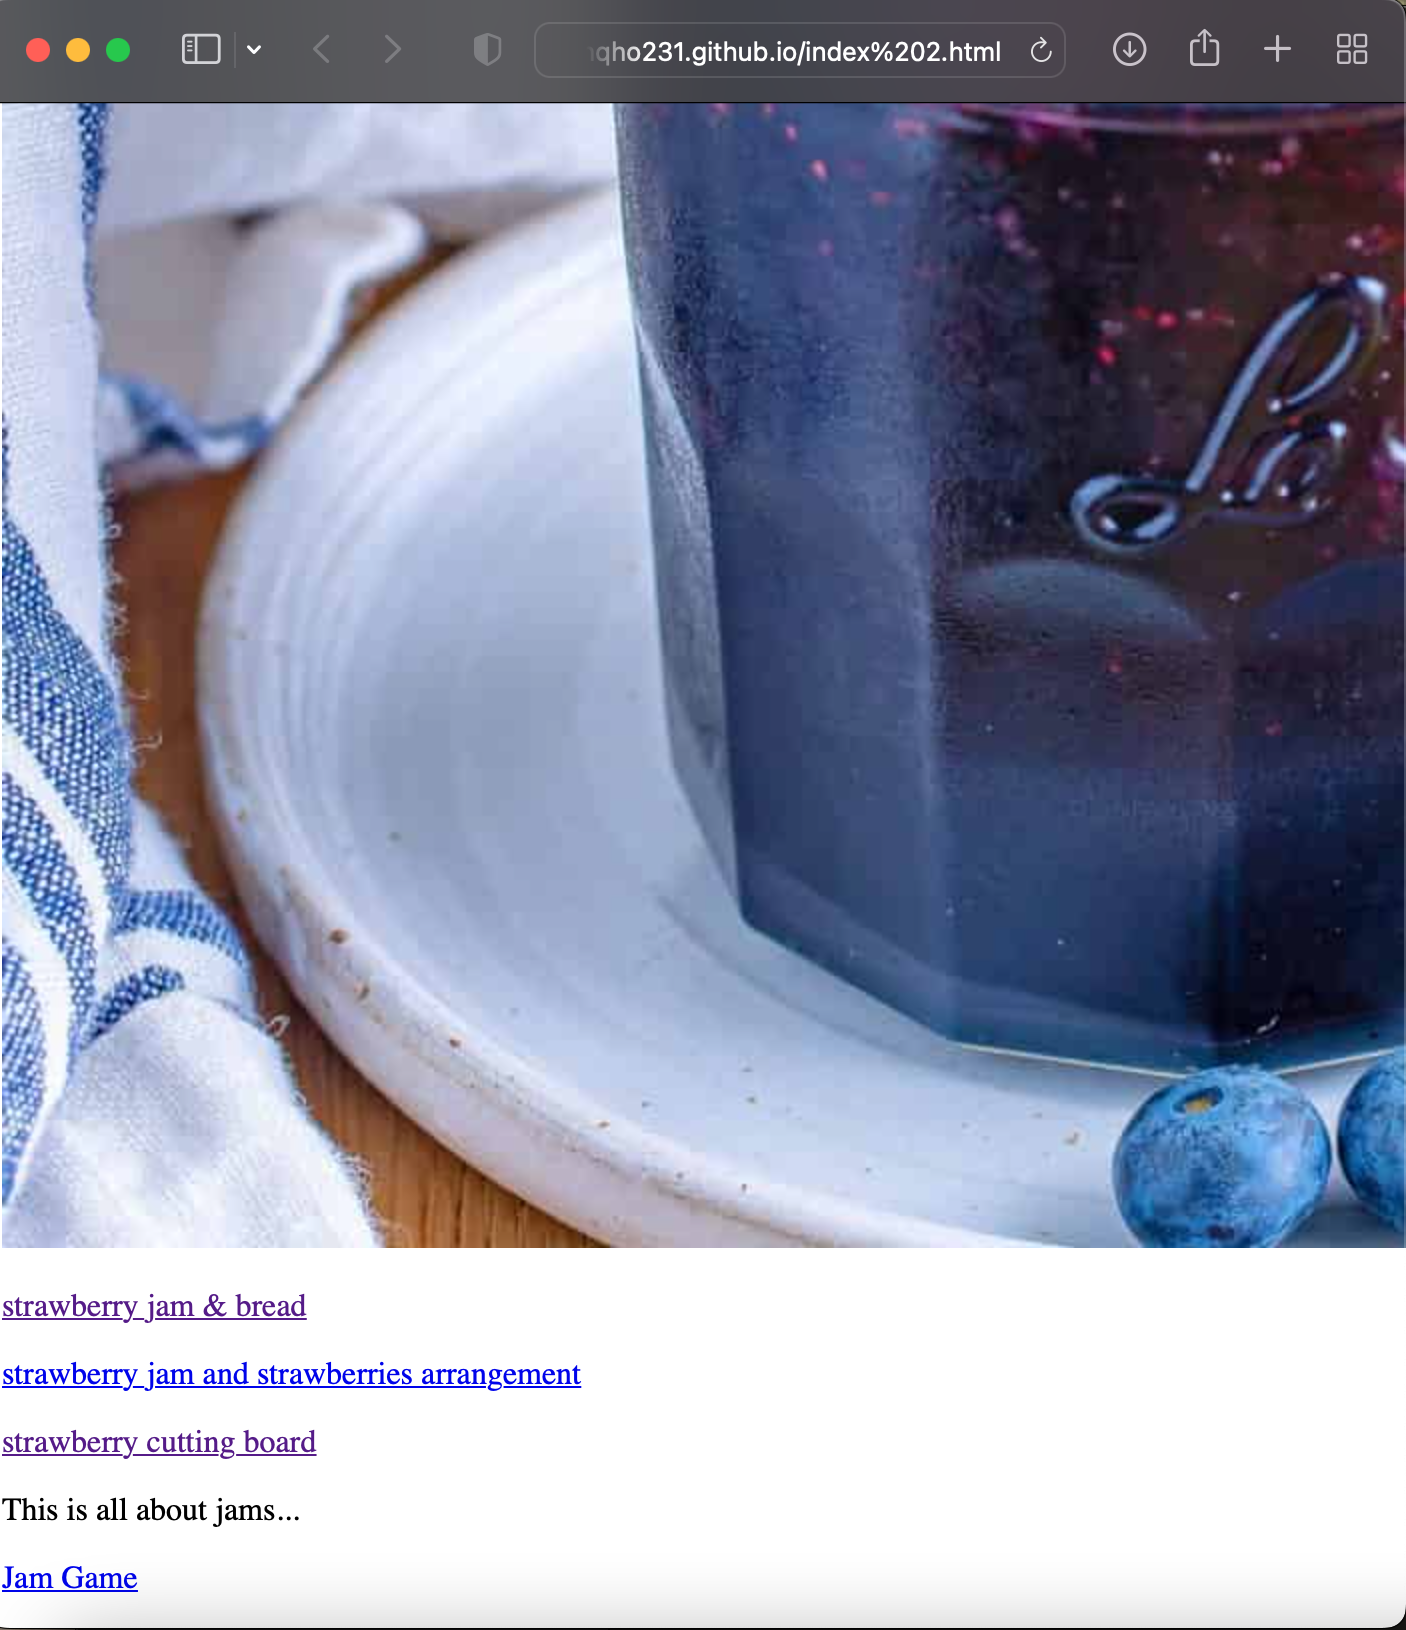 qho231.github.io/index%202.html
strawberry jam & bread
strawberry jam and strawberries arrangement
strawberry cutting board
This is all about jams...
Jam Game